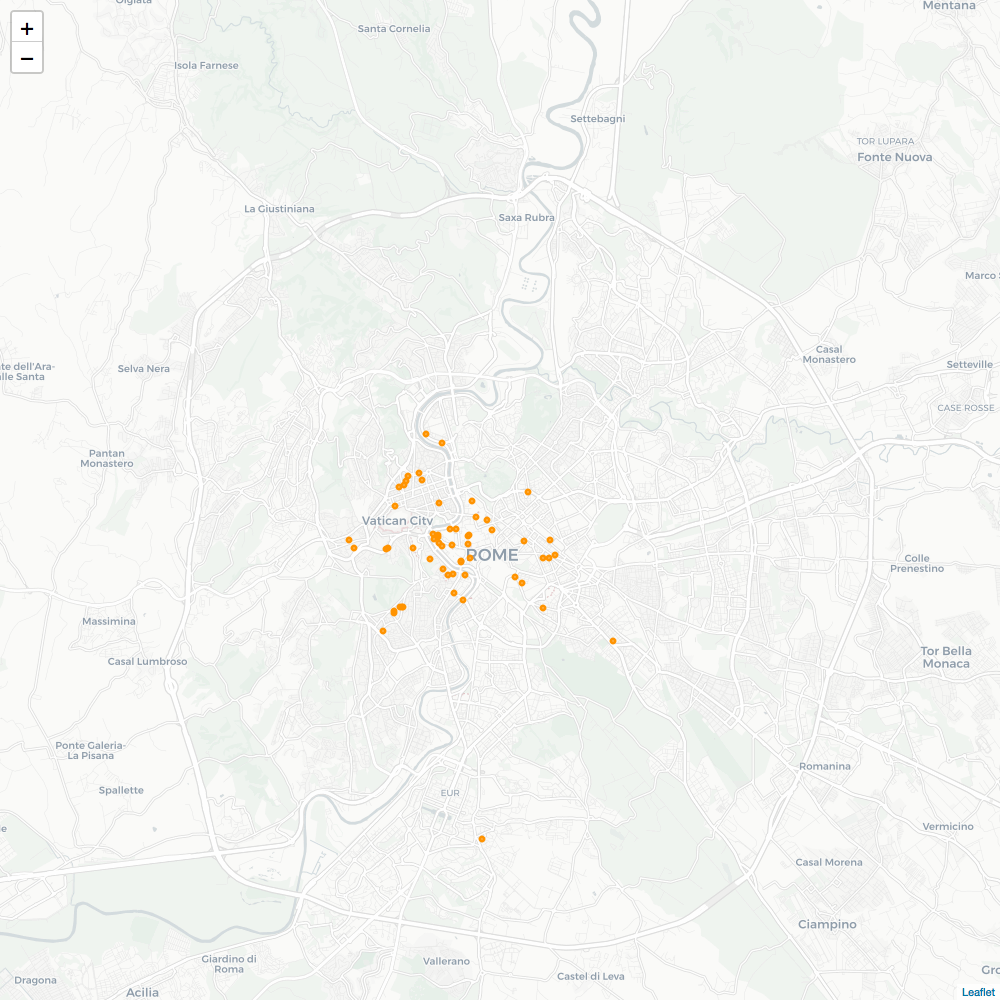 Olgiata
Mentana
+
Santa Cornelia
−
Isola Farnese
Settebagni
TOR LUPARA
Fonte Nuova
La Giustiniana
Saxa Rubra
Marco S
Casal
Monastero
te dell'Ara-
lle Santa
Selva Nera
Setteville
CASE ROSSE
Pantan
Monastero
Vatican City
ROME
Colle
Prenestino
Massimina
Casal Lumbroso
Tor Bella
Monaca
Ponte Galeria-
La Pisana
Romanina
Spallette
EUR
Vermicino
Casal Morena
Ciampino
Giardino di
Roma
Vallerano
Castel di Leva
Gro
Dragona
Acilia
Leaflet